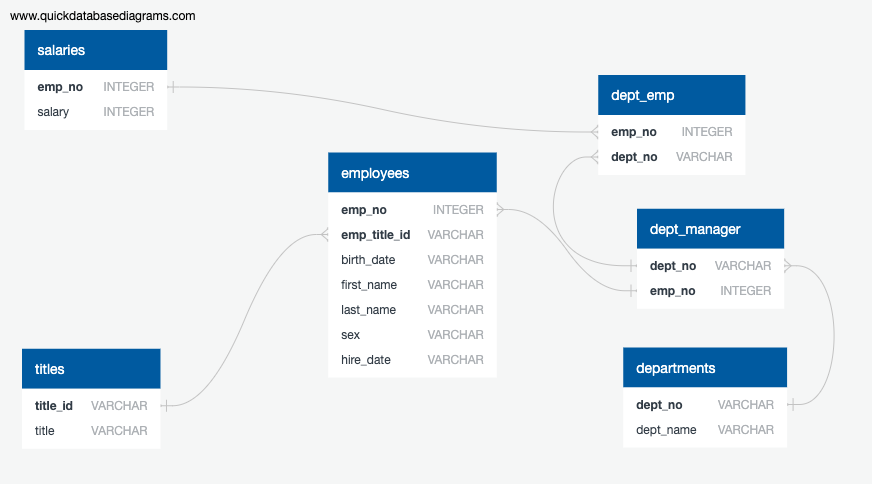 www.quickdatabasediagrams.com
salaries
emp_no INTEGER
salary INTEGER
dept_emp
emp_no INTEGER
dept_no VARCHAR
employees
emp_no INTEGER
emp_title_id VARCHAR
birth_date VARCHAR
first_name VARCHAR
last_name VARCHAR
sex VARCHAR
hire_date VARCHAR
dept_manager
dept_no VARCHAR
emp_no INTEGER
titles
title_id VARCHAR
title VARCHAR
departments
dept_no VARCHAR
dept_name VARCHAR